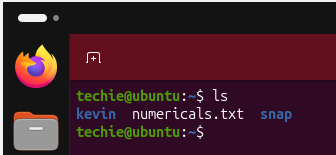 techie@ubuntu:~$ ls
kevin numericals.txt snap
techie@ubuntu:~$